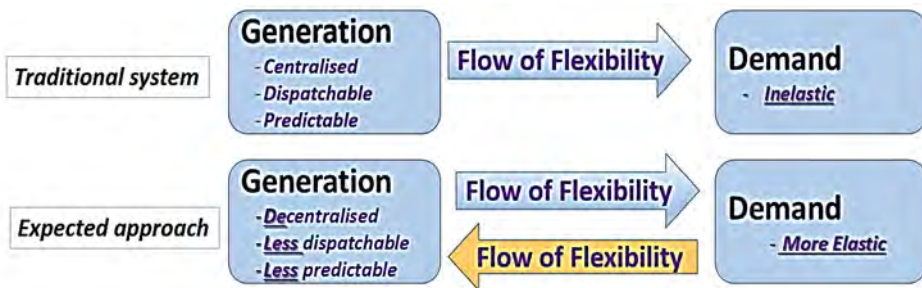 Traditional system
Generation
- Centralised
- Dispatchable
- Predictable
Flow of Flexibility
Demand
- Inelastic
Expected approach
Generation
- Decentralised
- Less dispatchable
- Less predictable
Flow of Flexibility
Flow of Flexibility
Demand
- More Elastic